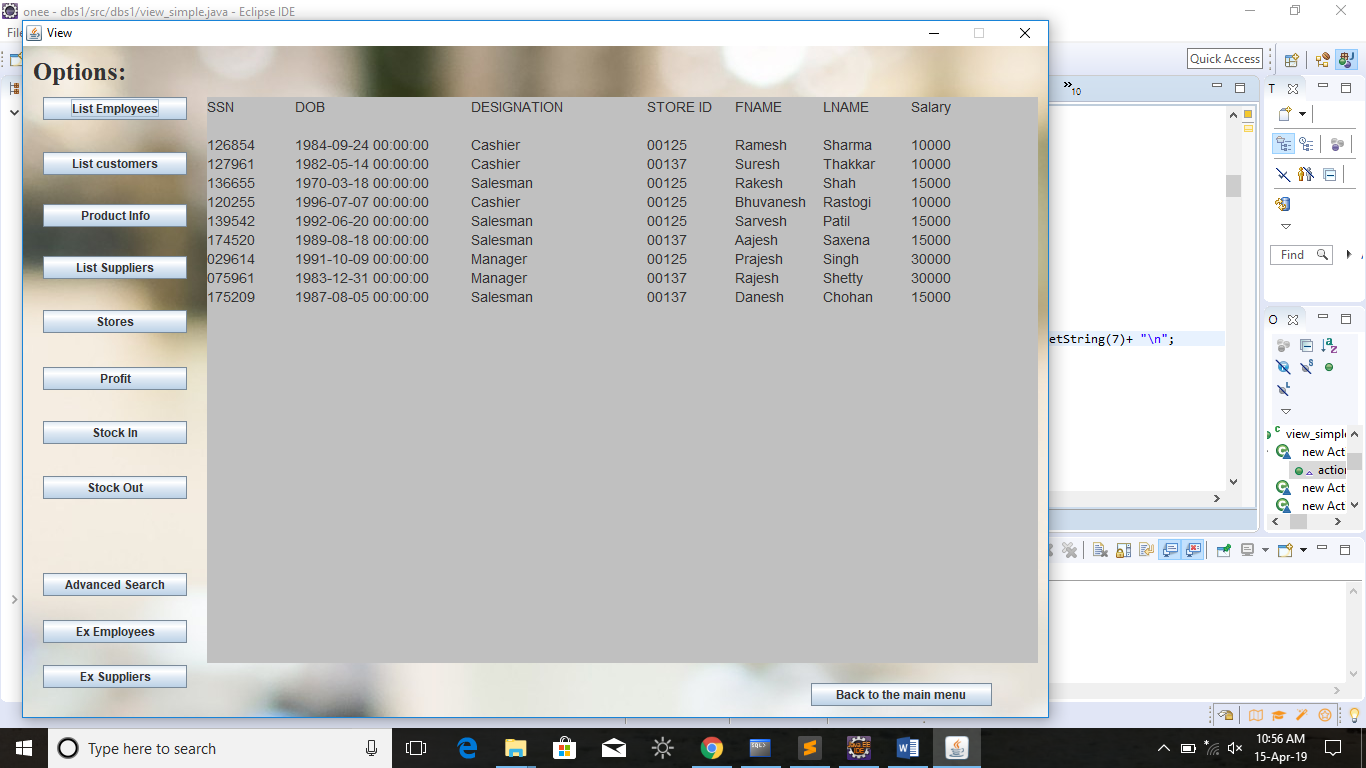 onee - dbs1/src/dbs1/view_simple.java - Eclipse IDE
View
Options:
List Employees
List customers
Product Info
List Suppliers
Stores
Profit
Stock In
Stock Out
Advanced Search
Ex Employees
Ex Suppliers
SSN DOB DESIGNATION STORE ID FNAME LNAME Salary
126854 1984-09-24 00:00:00 Cashier 00125 Ramesh Sharma 10000
127961 1982-05-14 00:00:00 Cashier 00137 Suresh Thakkar 10000
136655 1970-03-18 00:00:00 Salesman 00125 Rakesh Shah 15000
120255 1996-07-07 00:00:00 Cashier 00125 Bhuvanesh Rastogi 10000
139542 1992-06-20 00:00:00 Salesman 00125 Sarvesh Patil 15000
174520 1989-08-18 00:00:00 Salesman 00137 Aajesh Saxena 15000
029614 1991-10-09 00:00:00 Manager 00125 Prajesh Singh 30000
075961 1983-12-31 00:00:00 Manager 00137 Rajesh Shetty 30000
175209 1987-08-05 00:00:00 Salesman 00137 Danesh Chohan 15000
Back to the main menu
Quick Access
»10
T
Find
O
etString(7)+ "\n";
view_simpl
new Act
action
new Act
new Act
Type here to search
10:56 AM
15-Apr-19